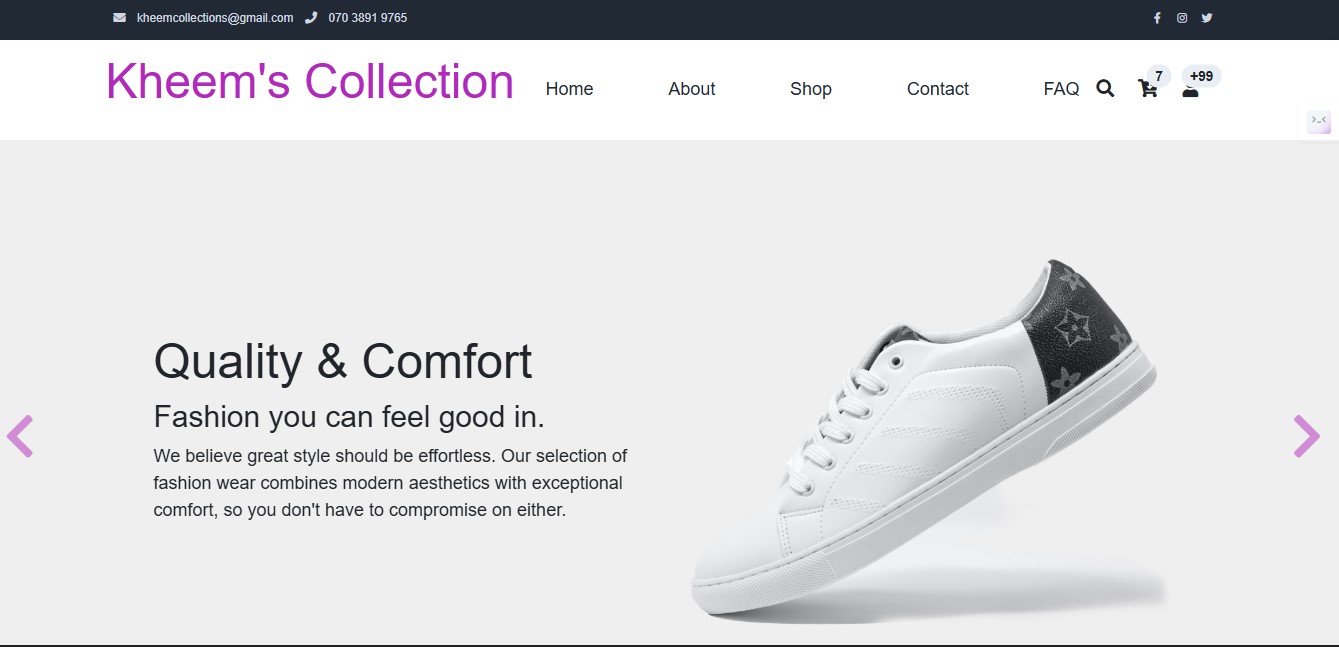 kheemcollections@gmail.com 070 3891 9765
Kheem's Collection Home About Shop Contact FAQ 7 +99
Quality & Comfort
Fashion you can feel good in.
We believe great style should be effortless. Our selection of
fashion wear combines modern aesthetics with exceptional
comfort, so you don't have to compromise on either.